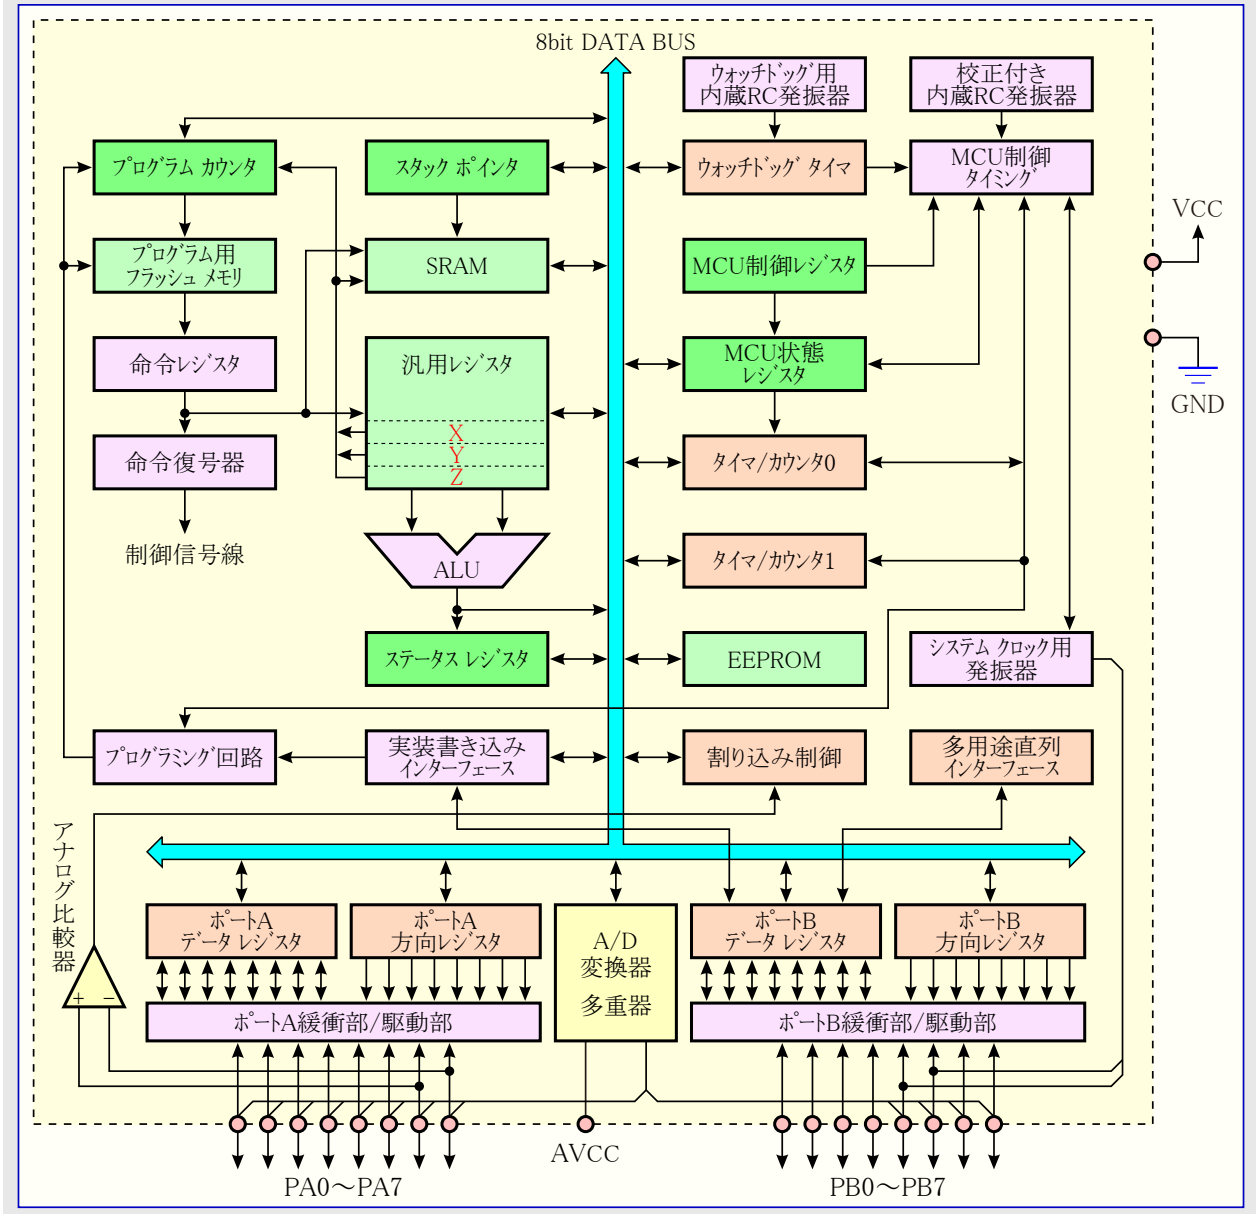 8bit DATA BUS
ウォッチドッグ用
内蔵RC発振器
校正付き
内蔵RC発振器
プログラム カウンタ
スタック ポインタ
ウォッチドッグ タイマ
MCU制御
タイミング
VCC
プログラム用
フラッシュ メモリ
SRAM
MCU制御レジスタ
命令レジスタ
汎用レジスタ
MCU状態
レジスタ
GND
X
Y
Z
命令復号器
タイマ/カウンタ0
制御信号線
ALU
タイマ/カウンタ1
ステータス レジスタ
EEPROM
システム クロック用
発振器
プログラミング回路
実装書き込み
インターフェース
割り込み制御
多用途直列
インターフェース
アナログ比較器
+ −
ポートA
データ レジスタ
ポートA
方向レジスタ
A/D
変換器
多重器
ポートB
データ レジスタ
ポートB
方向レジスタ
ポートA緩衝部/駆動部
ポートB緩衝部/駆動部
PA0～PA7
AVCC
PB0～PB7